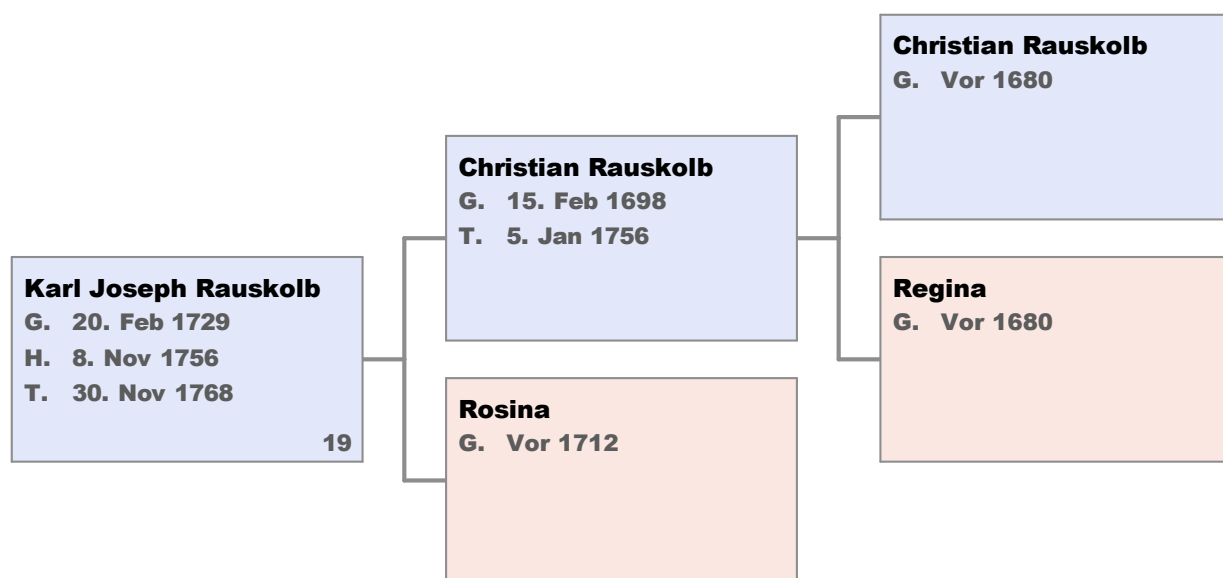 Christian Rauskolb
G. Vor 1680
Christian Rauskolb
G. 15. Feb 1698
T. 5. Jan 1756
Karl Joseph Rauskolb
G. 20. Feb 1729
H. 8. Nov 1756
T. 30. Nov 1768
19
Regina
G. Vor 1680
Rosina
G. Vor 1712